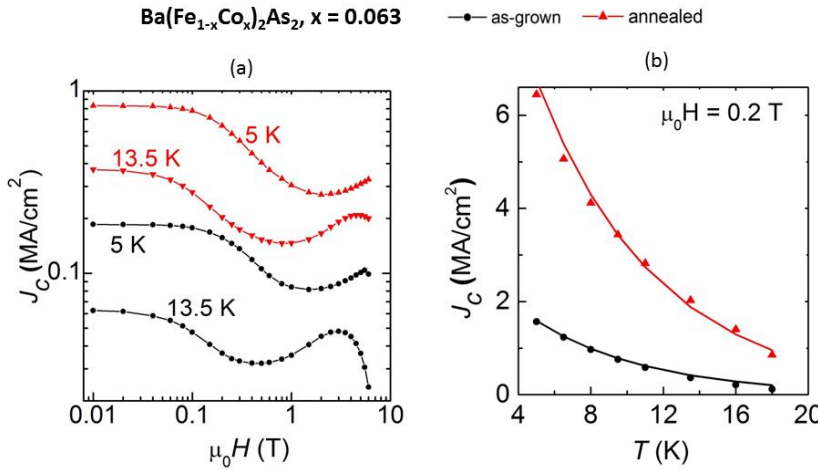 Ba(Fe₁₋ₓCoₓ)₂As₂, x = 0.063
as-grown
annealed
(a)
1
5 K
13.5 K
5 K
0.1
13.5 K
J_C (MA/cm²)
0.01 0.1 1 10
μ₀H (T)
(b)
μ₀H = 0.2 T
6
4
2
0
J_C (MA/cm²)
4 8 12 16 20
T (K)